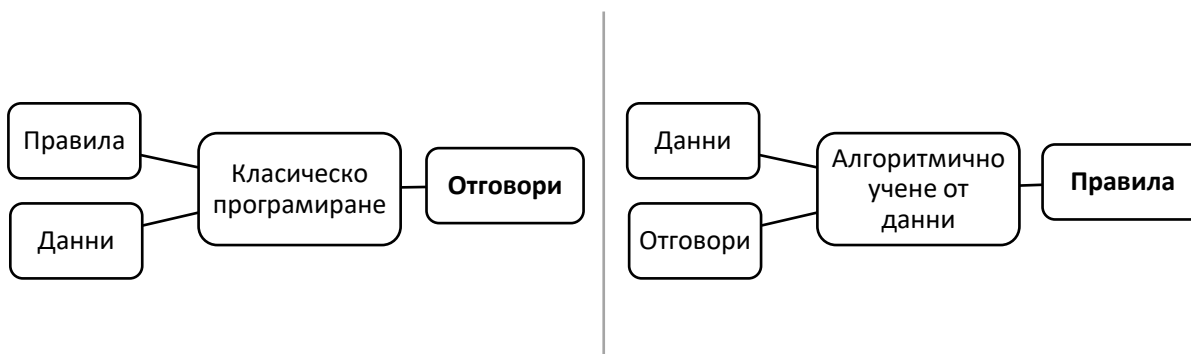 Правила
Данни
Класическо
програмиране
Отговори
Данни
Отговори
Алгоритмично
учене от
данни
Правила